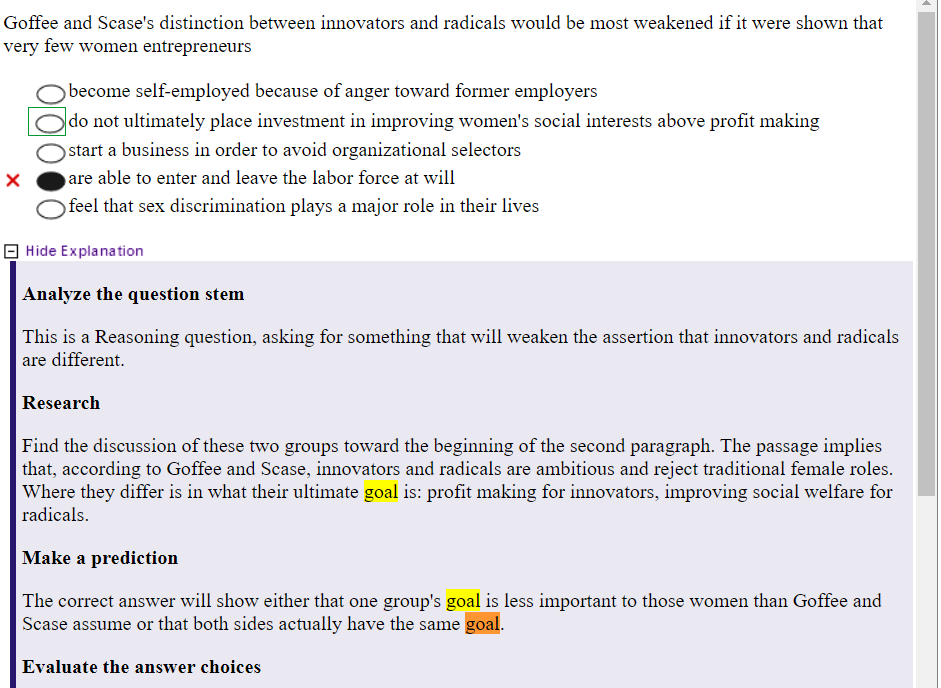 Goffee and Scase's distinction between innovators and radicals would be most weakened if it were shown that
very few women entrepreneurs
become self-employed because of anger toward former employers
do not ultimately place investment in improving women's social interests above profit making
start a business in order to avoid organizational selectors
are able to enter and leave the labor force at will
feel that sex discrimination plays a major role in their lives
Hide Explanation
Analyze the question stem
This is a Reasoning question, asking for something that will weaken the assertion that innovators and radicals
are different.
Research
Find the discussion of these two groups toward the beginning of the second paragraph. The passage implies
that, according to Goffee and Scase, innovators and radicals are ambitious and reject traditional female roles.
Where they differ is in what their ultimate goal is: profit making for innovators, improving social welfare for
radicals.
Make a prediction
The correct answer will show either that one group's goal is less important to those women than Goffee and
Scase assume or that both sides actually have the same goal.
Evaluate the answer choices